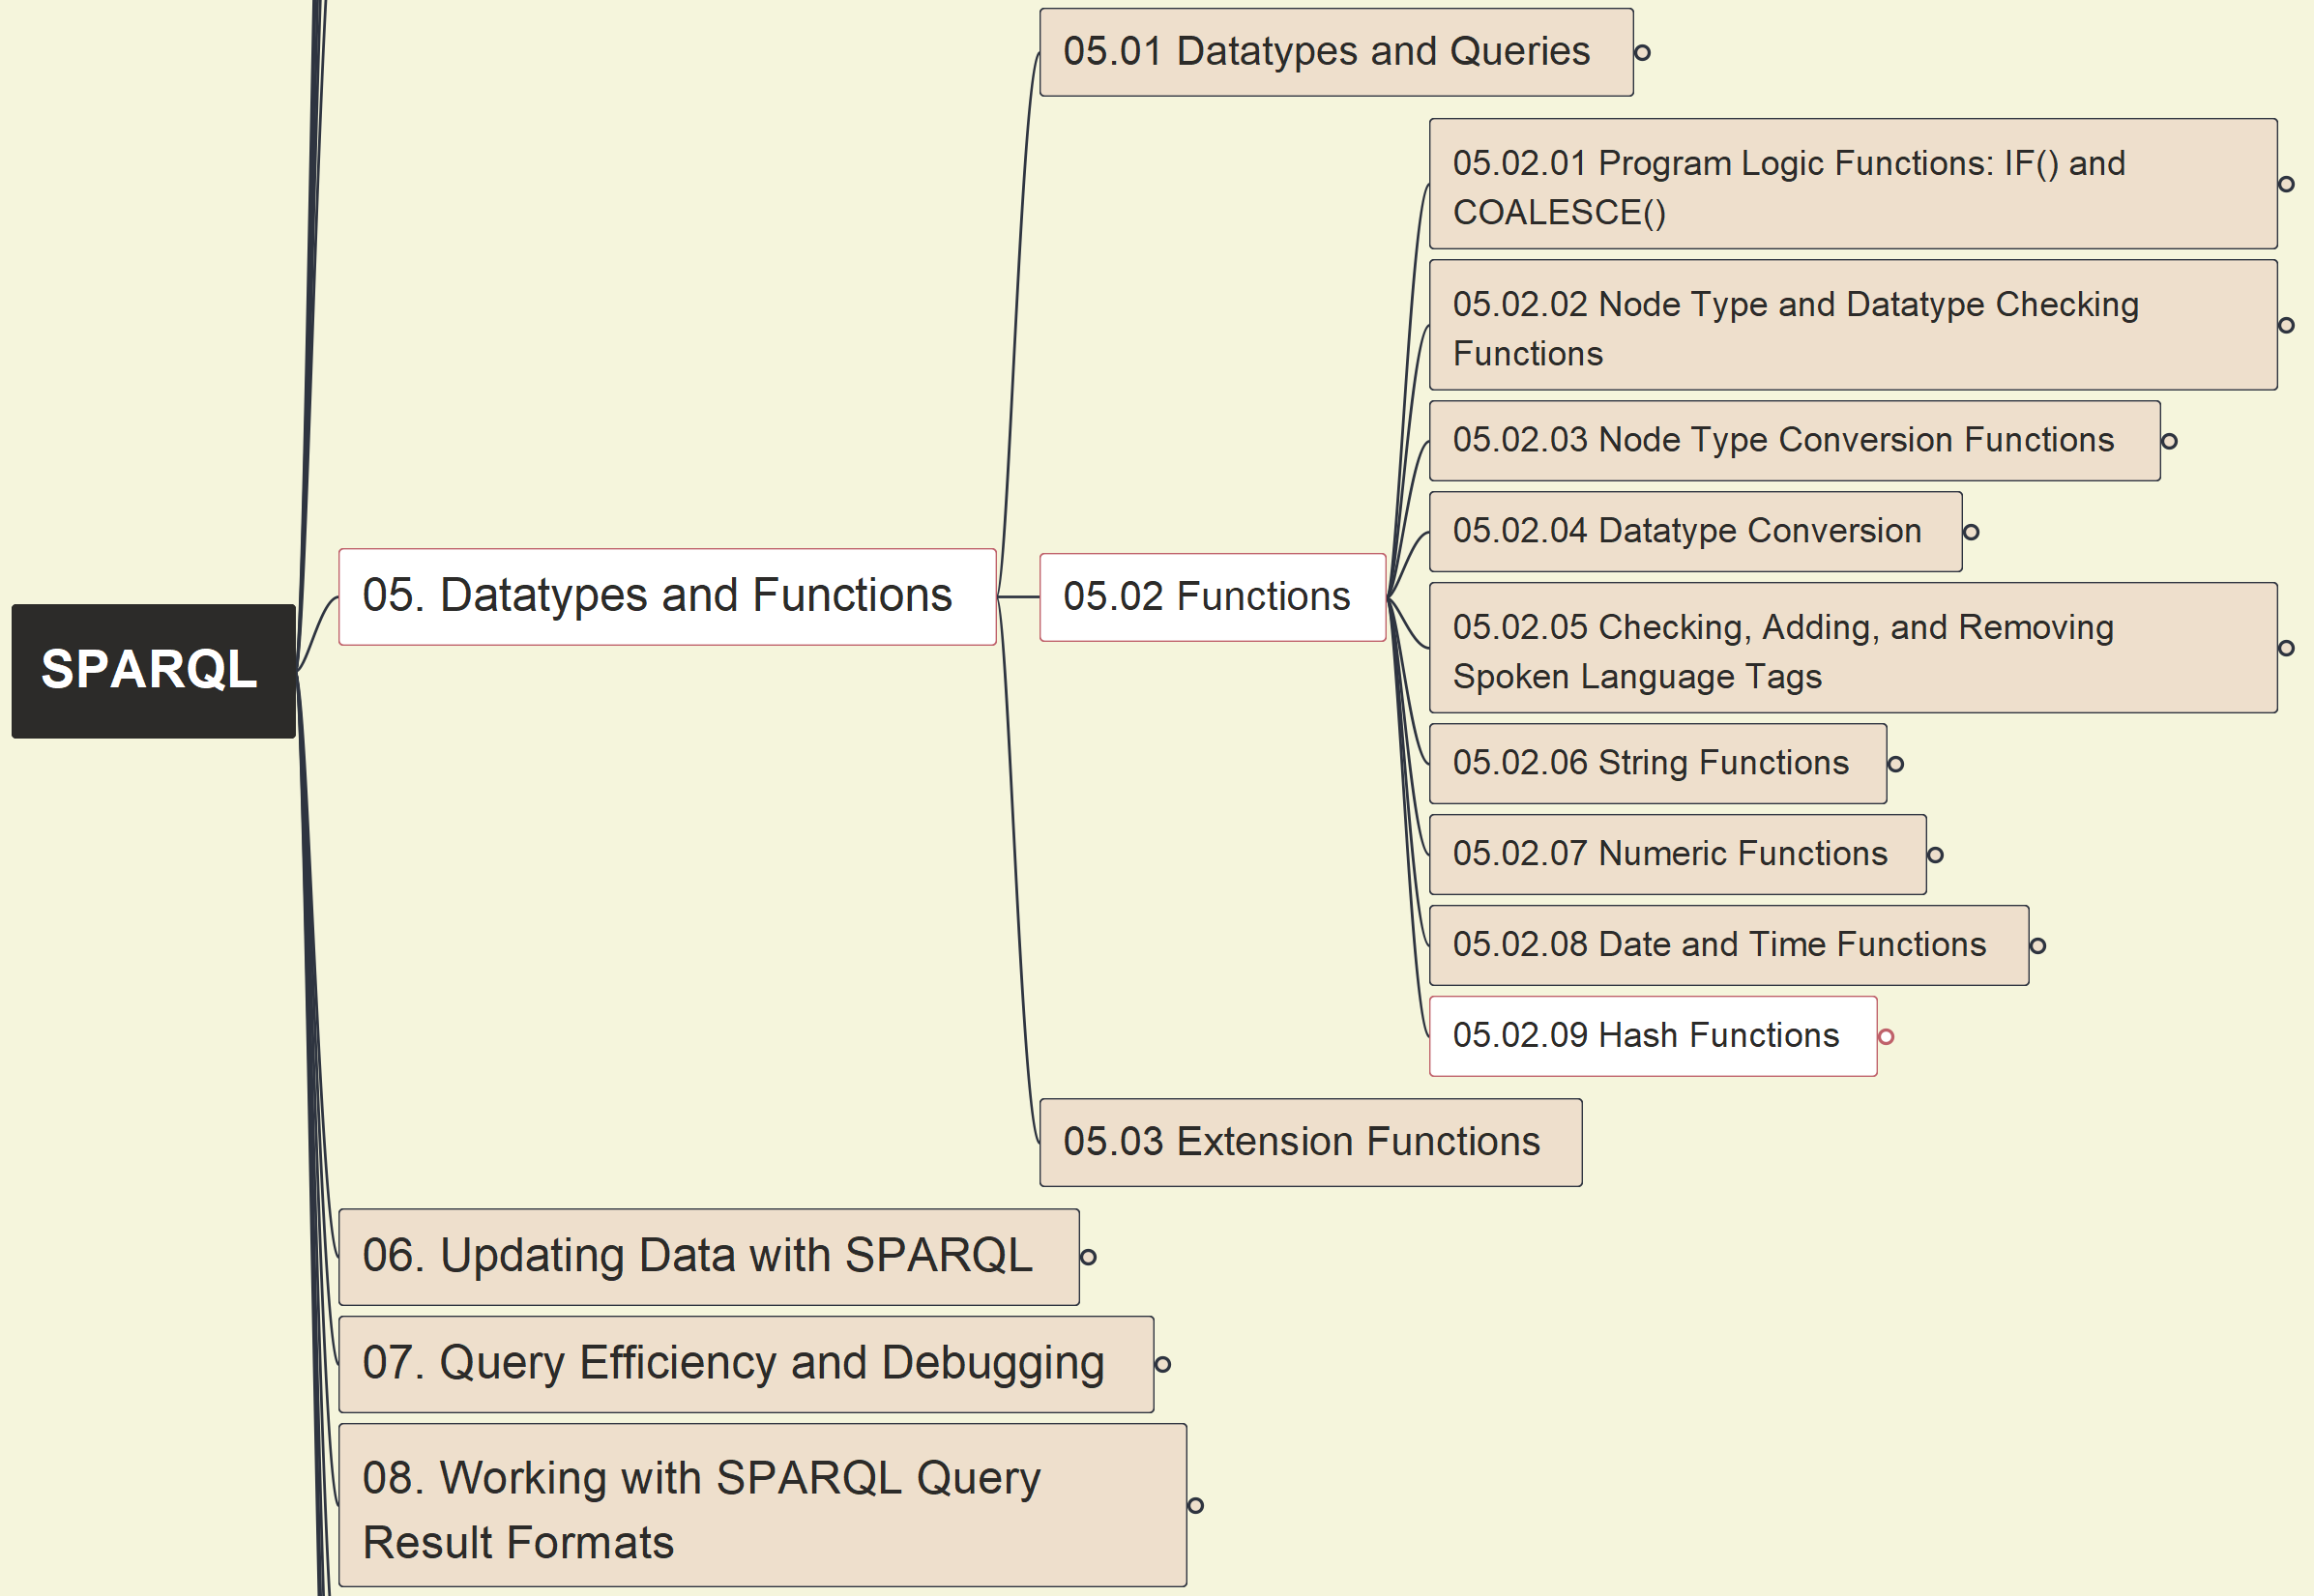 SPARQL
05. Datatypes and Functions
05.01 Datatypes and Queries
05.02 Functions
05.02.01 Program Logic Functions: IF() and
COALESCE()
05.02.02 Node Type and Datatype Checking
Functions
05.02.03 Node Type Conversion Functions
05.02.04 Datatype Conversion
05.02.05 Checking, Adding, and Removing
Spoken Language Tags
05.02.06 String Functions
05.02.07 Numeric Functions
05.02.08 Date and Time Functions
05.02.09 Hash Functions
05.03 Extension Functions
06. Updating Data with SPARQL
07. Query Efficiency and Debugging
08. Working with SPARQL Query
Result Formats